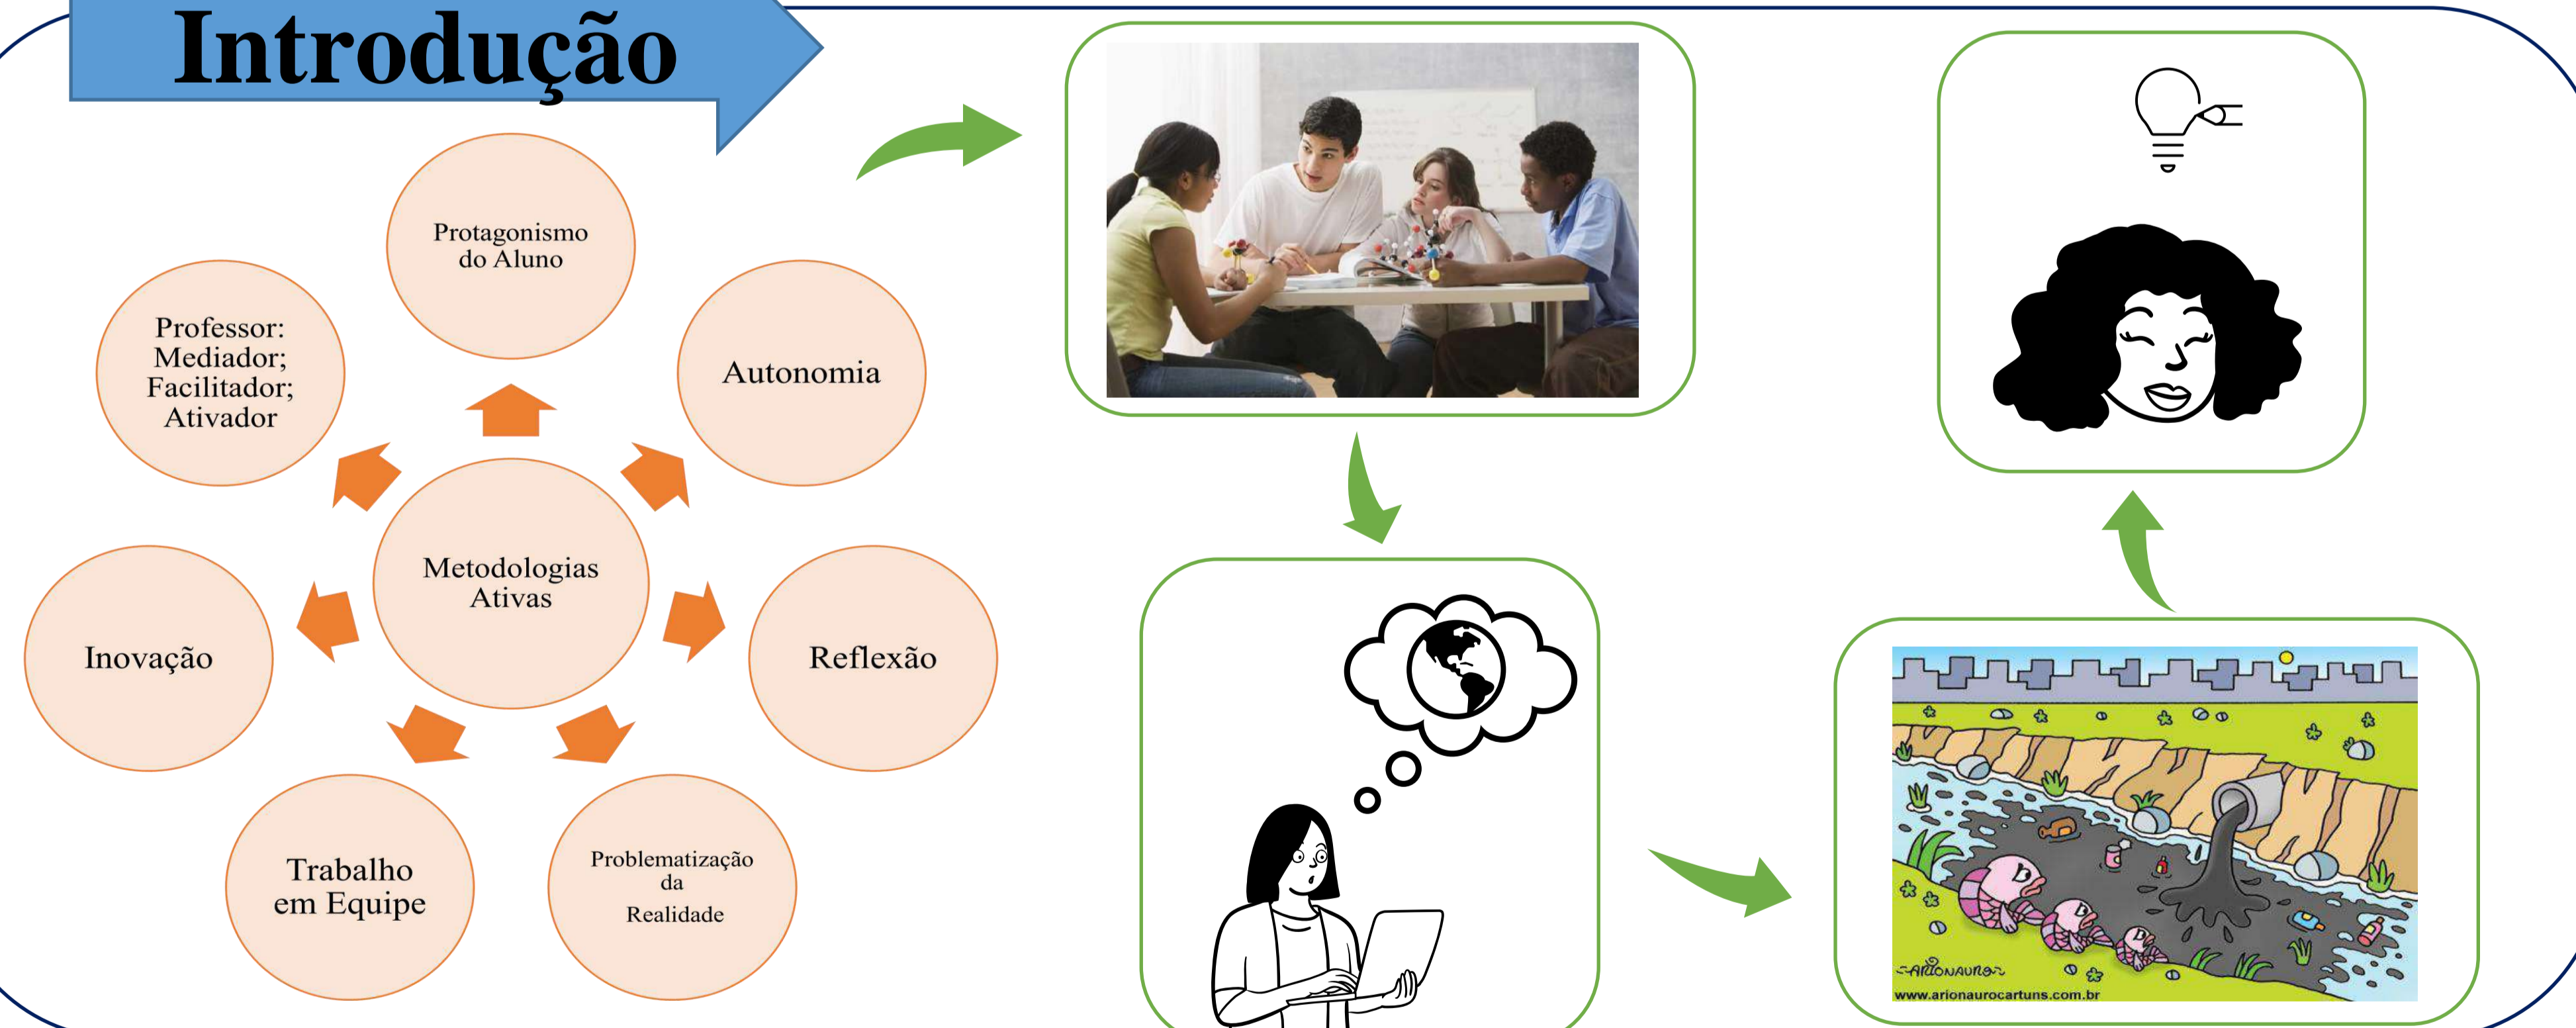 Introdução
Protagonismo
do Aluno
Professor:
Mediador;
Facilitador;
Ativador
Autonomia
Metodologias
Ativas
Inovação
Reflexão
Trabalho
em Equipe
Problematização
da
Realidade
-ARIONAURO-
www.arionaurocartuns.com.br